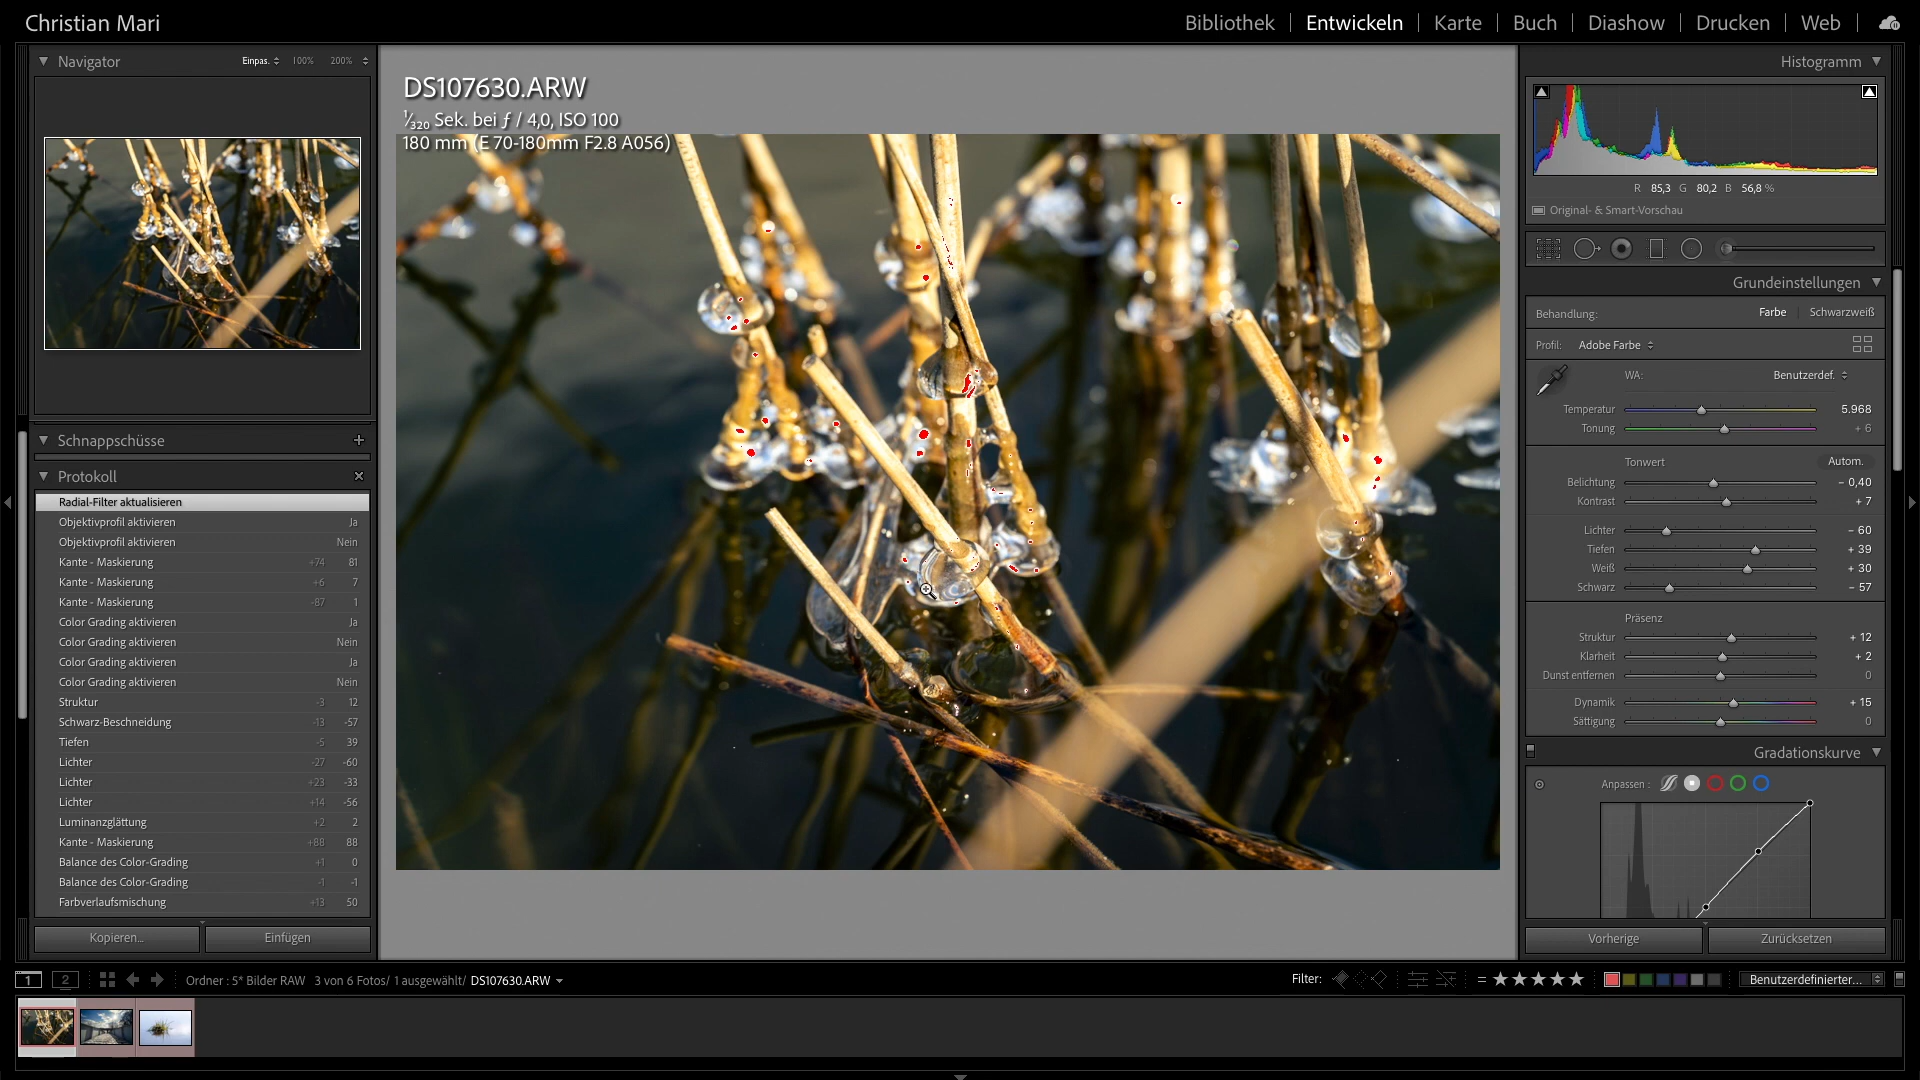 Christian Mari
Bibliothek | Entwickeln | Karte | Buch | Diashow | Drucken | Web
Navigator
Einpas. 100% 200%
Schnappschüsse +
Protokoll ×
Radial-Filter aktualisieren
Objektivprofil aktivieren Ja
Objektivprofil aktivieren Nein
Kante - Maskierung +74 81
Kante - Maskierung +6 7
Kante - Maskierung -87 1
Color Grading aktivieren Ja
Color Grading aktivieren Nein
Color Grading aktivieren Ja
Color Grading aktivieren Nein
Struktur -3 12
Schwarz-Beschneidung -13 -57
Tiefen -5 39
Lichter -27 -60
Lichter +23 -33
Lichter +14 -56
Luminanzglättung +2 2
Kante - Maskierung +88 88
Balance des Color-Grading +1 0
Balance des Color-Grading -1 -1
Farbverlaufsmischung +13 50
Kopieren... Einfügen
DS107630.ARW
1/320 Sek. bei ƒ / 4,0, ISO 100
180 mm (E 70-180mm F2.8 A056)
Histogramm
R 85,3 G 80,2 B 56,8 %
Original- & Smart-Vorschau
Grundeinstellungen
Behandlung: Farbe | Schwarzweiß
Profil: Adobe Farbe
WA: Benutzerdef.
Temperatur 5.968
Tonung + 6
Tonwert Autom.
Belichtung − 0,40
Kontrast + 7
Lichter − 60
Tiefen + 39
Weiß + 30
Schwarz − 57
Präsenz
Struktur + 12
Klarheit + 2
Dunst entfernen 0
Dynamik + 15
Sättigung 0
Gradationskurve
Anpassen :
Vorherige Zurücksetzen
1 2 Ordner : 5* Bilder RAW 3 von 6 Fotos/ 1 ausgewählt/ DS107630.ARW
Filter: = ★★★★★ Benutzerdefinierter...